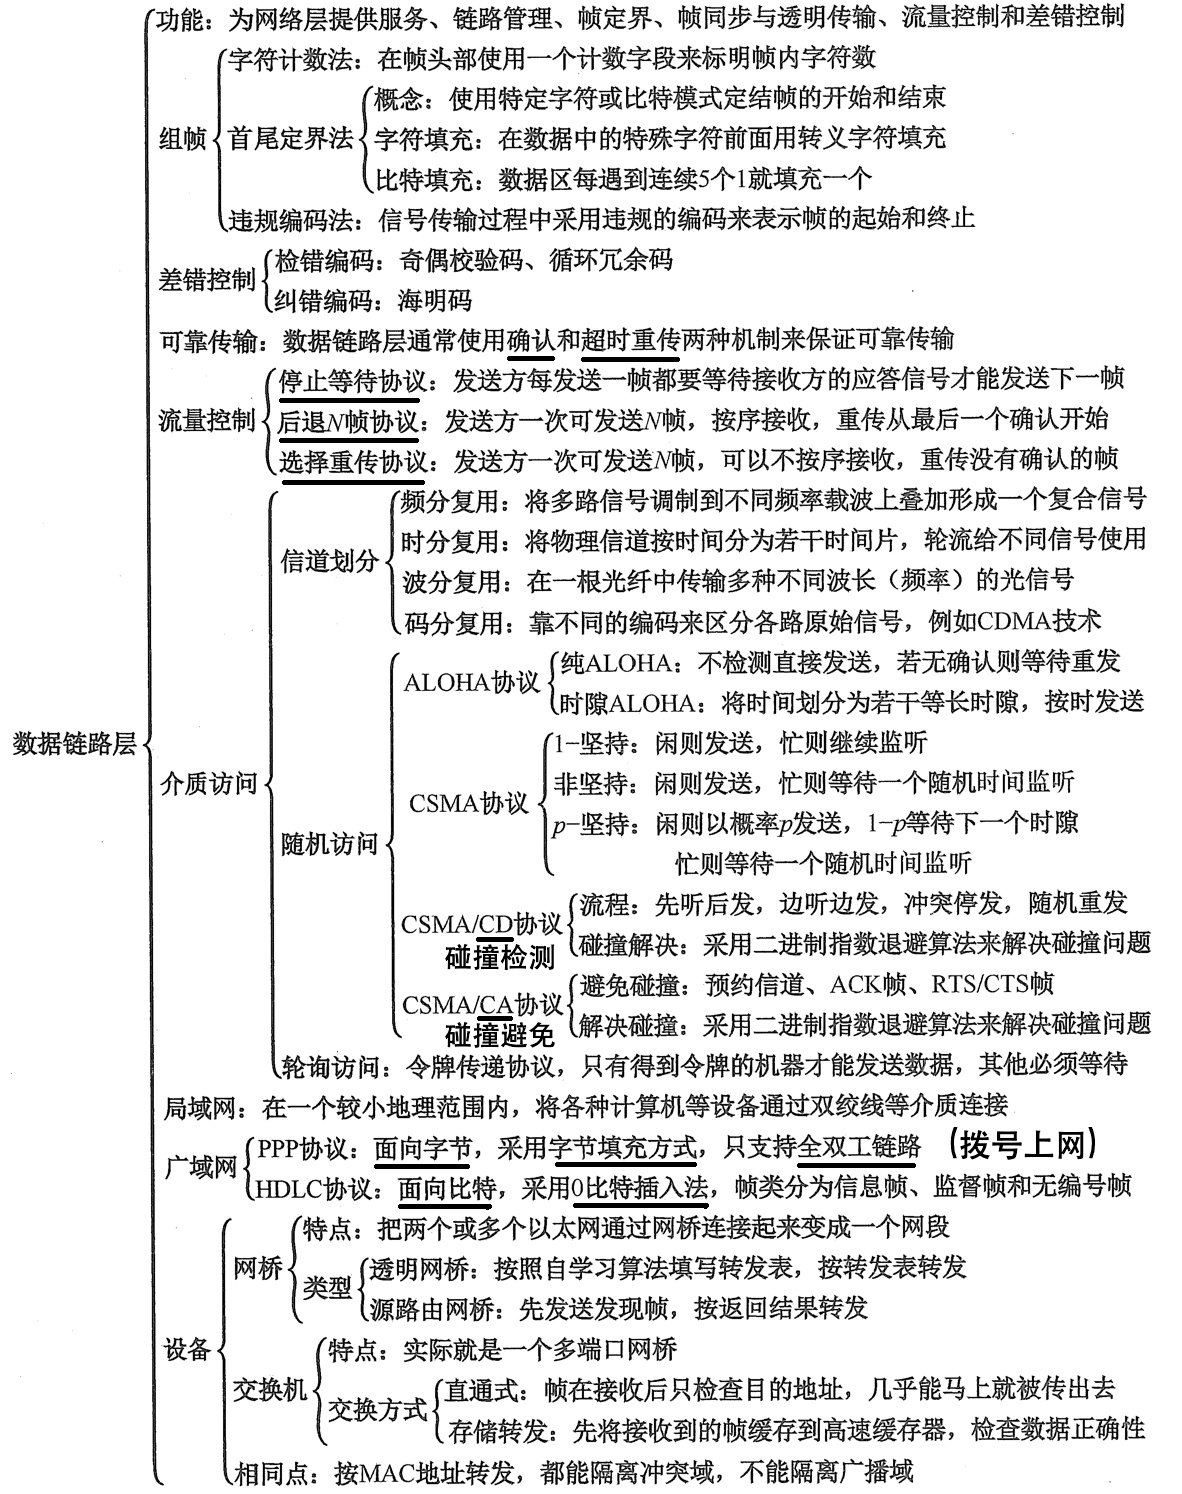 功能：为网络层提供服务、链路管理、帧定界、帧同步与透明传输、流量控制和差错控制
字符计数法：在帧头部使用一个计数字段来标明帧内字符数
概念：使用特定字符或比特模式定结帧的开始和结束
组帧
首尾定界法
字符填充：在数据中的特殊字符前面用转义字符填充
比特填充：数据区每遇到连续5个1就填充一个
违规编码法：信号传输过程中采用违规的编码来表示帧的起始和终止
差错控制
检错编码：奇偶校验码、循环冗余码
纠错编码：海明码
可靠传输：数据链路层通常使用确认和超时重传两种机制来保证可靠传输
流量控制
停止等待协议：发送方每发送一帧都要等待接收方的应答信号才能发送下一帧
后退N帧协议：发送方一次可发送N帧，按序接收，重传从最后一个确认开始
选择重传协议：发送方一次可发送N帧，可以不按序接收，重传没有确认的帧
信道划分
频分复用：将多路信号调制到不同频率载波上叠加形成一个复合信号
时分复用：将物理信道按时间分为若干时间片，轮流给不同信号使用
波分复用：在一根光纤中传输多种不同波长（频率）的光信号
码分复用：靠不同的编码来区分各路原始信号，例如CDMA技术
ALOHA协议
纯ALOHA：不检测直接发送，若无确认则等待重发
时隙ALOHA：将时间划分为若干等长时隙，按时发送
数据链路层
介质访问
随机访问
CSMA协议
1-坚持：闲则发送，忙则继续监听
非坚持：闲则发送，忙则等待一个随机时间监听
p-坚持：闲则以概率p发送，1-p等待下一个时隙
忙则等待一个随机时间监听
CSMA/CD协议
碰撞检测
流程：先听后发，边听边发，冲突停发，随机重发
碰撞解决：采用二进制指数退避算法来解决碰撞问题
CSMA/CA协议
碰撞避免
避免碰撞：预约信道、ACK帧、RTS/CTS帧
解决碰撞：采用二进制指数退避算法来解决碰撞问题
轮询访问：令牌传递协议，只有得到令牌的机器才能发送数据，其他必须等待
局域网：在一个较小地理范围内，将各种计算机等设备通过双绞线等介质连接
广域网
PPP协议：面向字节，采用字节填充方式，只支持全双工链路 （拨号上网）
HDLC协议：面向比特，采用0比特插入法，帧类分为信息帧、监督帧和无编号帧
设备
网桥
特点：把两个或多个以太网通过网桥连接起来变成一个网段
类型
透明网桥：按照自学习算法填写转发表，按转发表转发
源路由网桥：先发送发现帧，按返回结果转发
交换机
特点：实际就是一个多端口网桥
交换方式
直通式：帧在接收后只检查目的地址，几乎能马上就被传出去
存储转发：先将接收到的帧缓存到高速缓存器，检查数据正确性
相同点：按MAC地址转发，都能隔离冲突域，不能隔离广播域